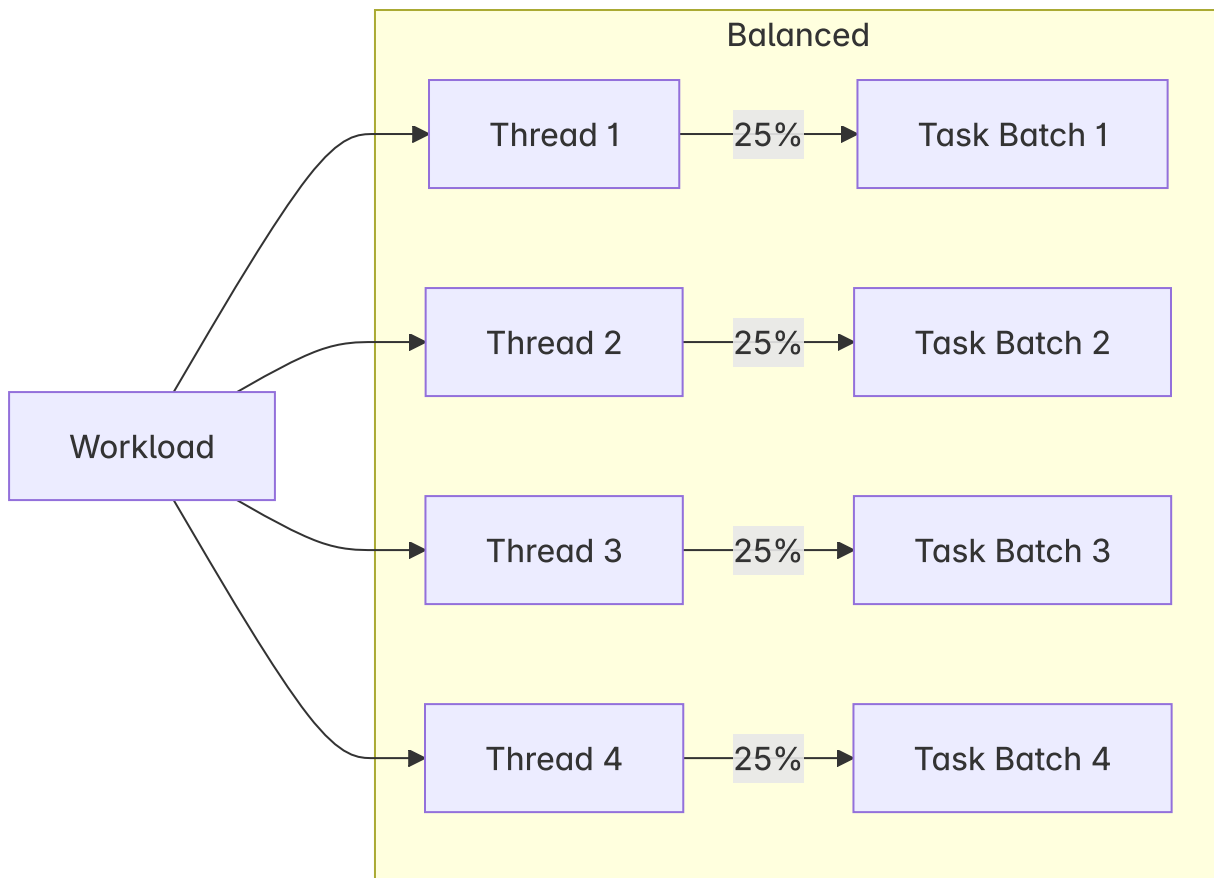 Balanced
Thread 1
25%
Task Batch 1
Thread 2
25%
Task Batch 2
Workload
Thread 3
25%
Task Batch 3
Thread 4
25%
Task Batch 4